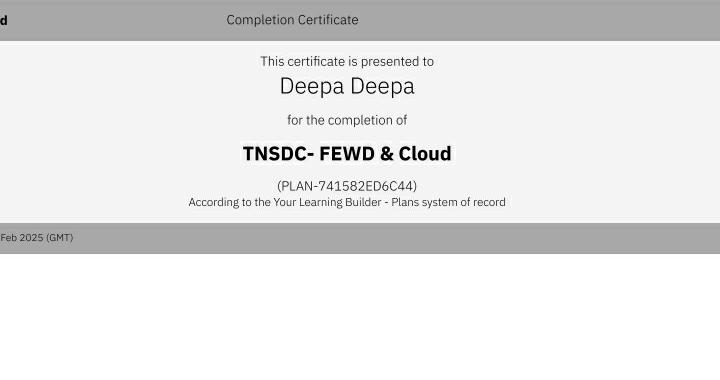 d
Completion Certificate
This certificate is presented to
Deepa Deepa
for the completion of
TNSDC- FEWD & Cloud
(PLAN-741582ED6C44)
According to the Your Learning Builder - Plans system of record
Feb 2025 (GMT)